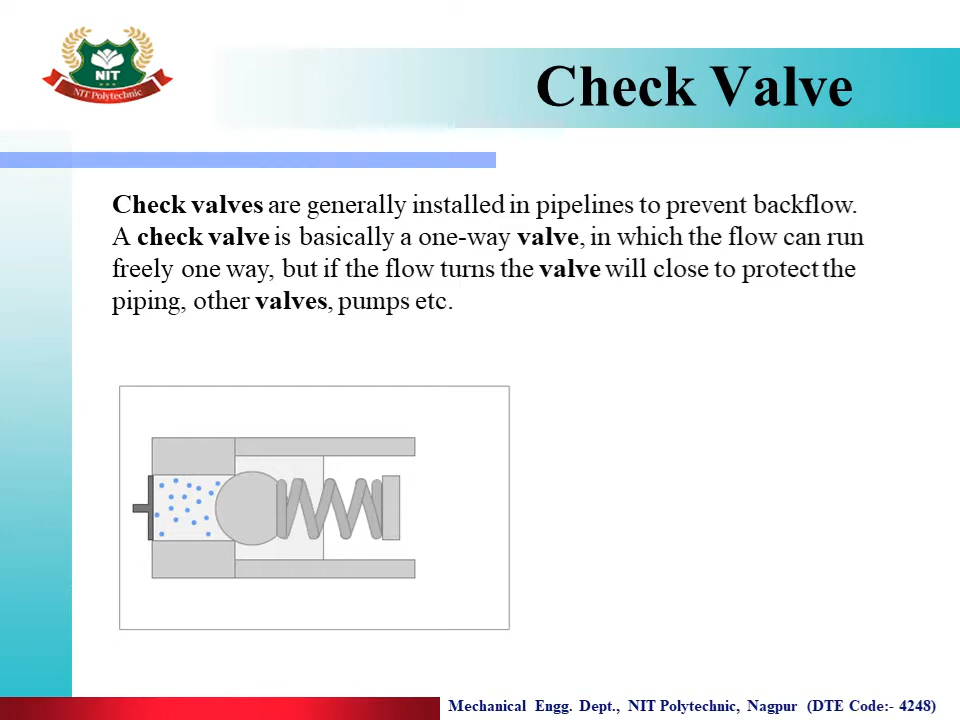 NIT
NIT Polytechnic
Check Valve
Check valves are generally installed in pipelines to prevent backflow.
A check valve is basically a one-way valve, in which the flow can run
freely one way, but if the flow turns the valve will close to protect the
piping, other valves, pumps etc.
Mechanical Engg. Dept., NIT Polytechnic, Nagpur (DTE Code:- 4248)